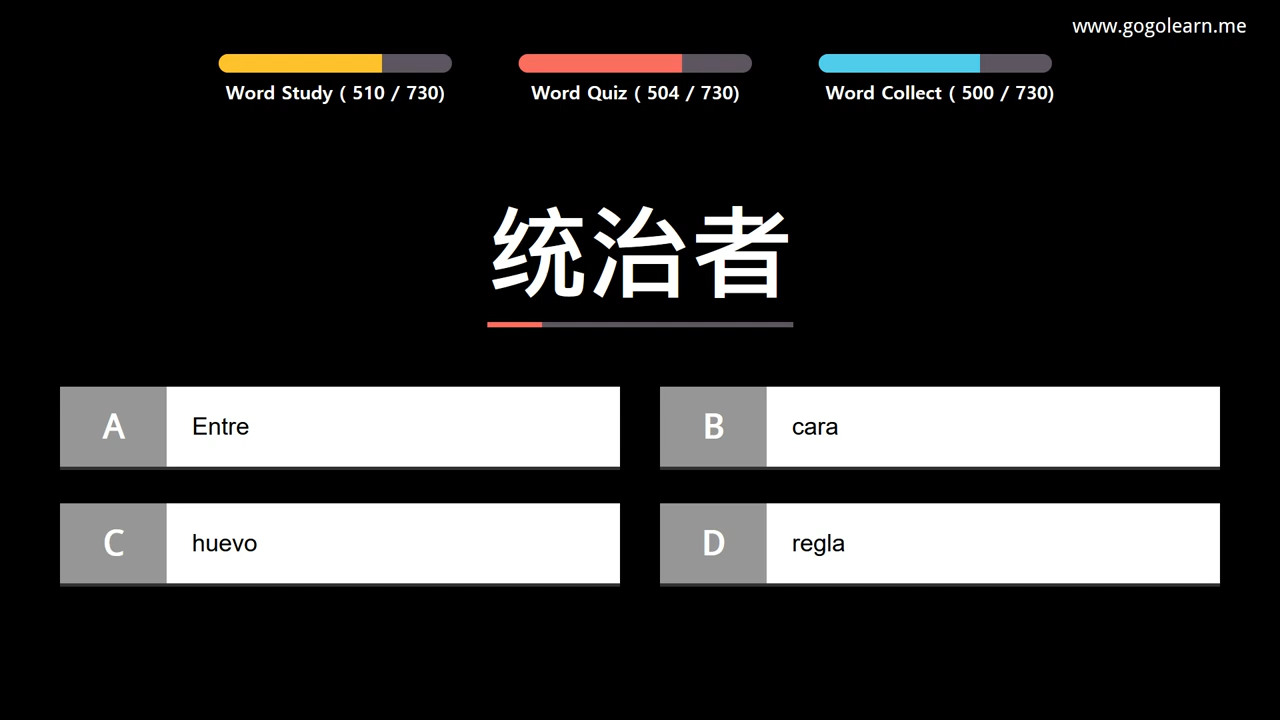 www.gogolearn.me
Word Study ( 510 / 730)
Word Quiz ( 504 / 730)
Word Collect ( 500 / 730)
统治者
A Entre
B cara
C huevo
D regla